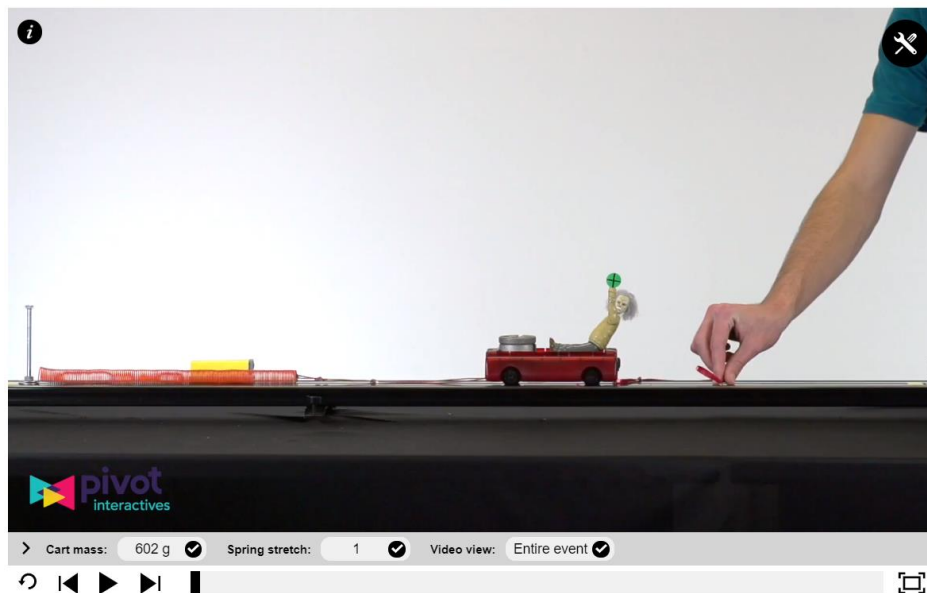 i
pivot
interactives
Cart mass: 602 g Spring stretch: 1 Video view: Entire event